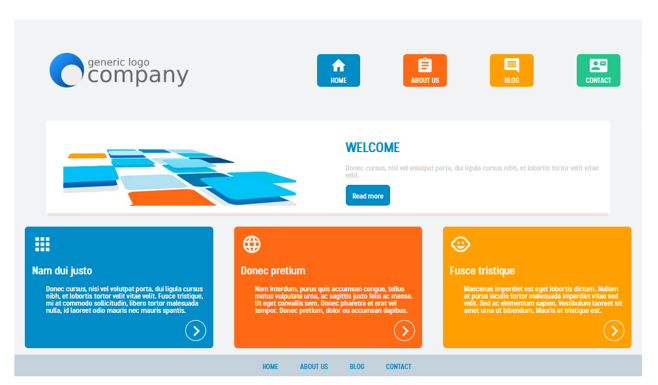 generic logo
company
HOME
ABOUT US
BLOG
CONTACT
WELCOME
Donec cursus, nisi vel volutpat porta, dui ligula cursus nibh, et lobortis tortor velit vitae
velit.
Read more
Nam dui justo
Donec cursus, nisi vel volutpat porta, dui ligula cursus
nibh, et lobortis tortor velit vitae velit. Fusce tristique,
mi at commodo sollicitudin, libero tortor malesuada
nulla, id laoreet odio mauris nec mauris spantis.
Donec pretium
Nam interdum, purus quis accumsan congue, tellus
metus vulputate urna, ac sagittis justo felis ac massa.
Ut eget convallis sem. Donec pharetra et erat vel
tempor. Donec pretium, dolor eu accumsan dapibus.
Fusce tristique
Maecenas imperdiet est eget lobortis dictum. Nullam
at purus iaculis tortor malesuada imperdiet vitae sed
velit. Sed ac elementum sapien. Vestibulum laoreet sit
amet urna ut bibendum. Mauris at tristique est.
HOME
ABOUT US
BLOG
CONTACT